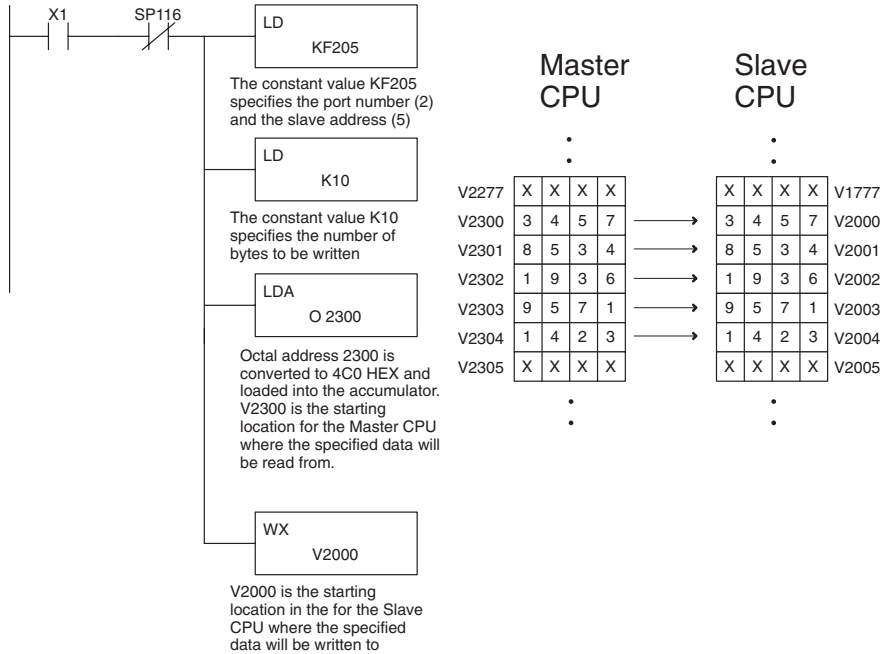 X1
SP116
LD
KF205
The constant value KF205
specifies the port number (2)
and the slave address (5)
LD
K10
The constant value K10
specifies the number of
bytes to be written
LDA
O 2300
Octal address 2300 is
converted to 4C0 HEX and
loaded into the accumulator.
V2300 is the starting
location for the Master CPU
where the specified data will
be read from.
WX
V2000
V2000 is the starting
location in the for the Slave
CPU where the specified
data will be written to
Master
CPU
Slave
CPU
V2277 X X X X X X X X V1777
V2300 3 4 5 7 3 4 5 7 V2000
V2301 8 5 3 4 8 5 3 4 V2001
V2302 1 9 3 6 1 9 3 6 V2002
V2303 9 5 7 1 9 5 7 1 V2003
V2304 1 4 2 3 1 4 2 3 V2004
V2305 X X X X X X X X V2005